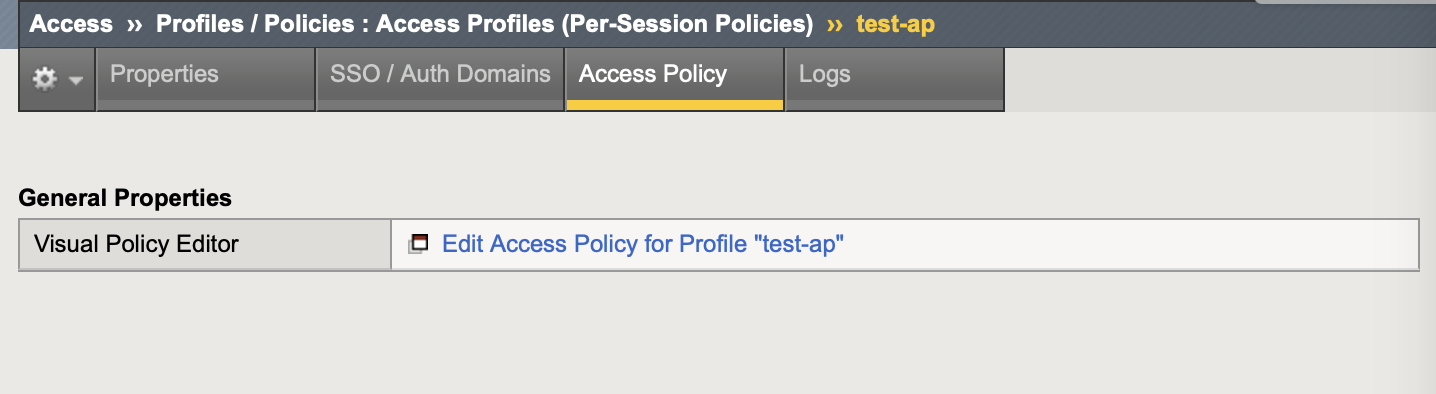 Access ›› Profiles / Policies : Access Profiles (Per-Session Policies) ›› test-ap
Properties SSO / Auth Domains Access Policy Logs
General Properties
Visual Policy Editor Edit Access Policy for Profile "test-ap"